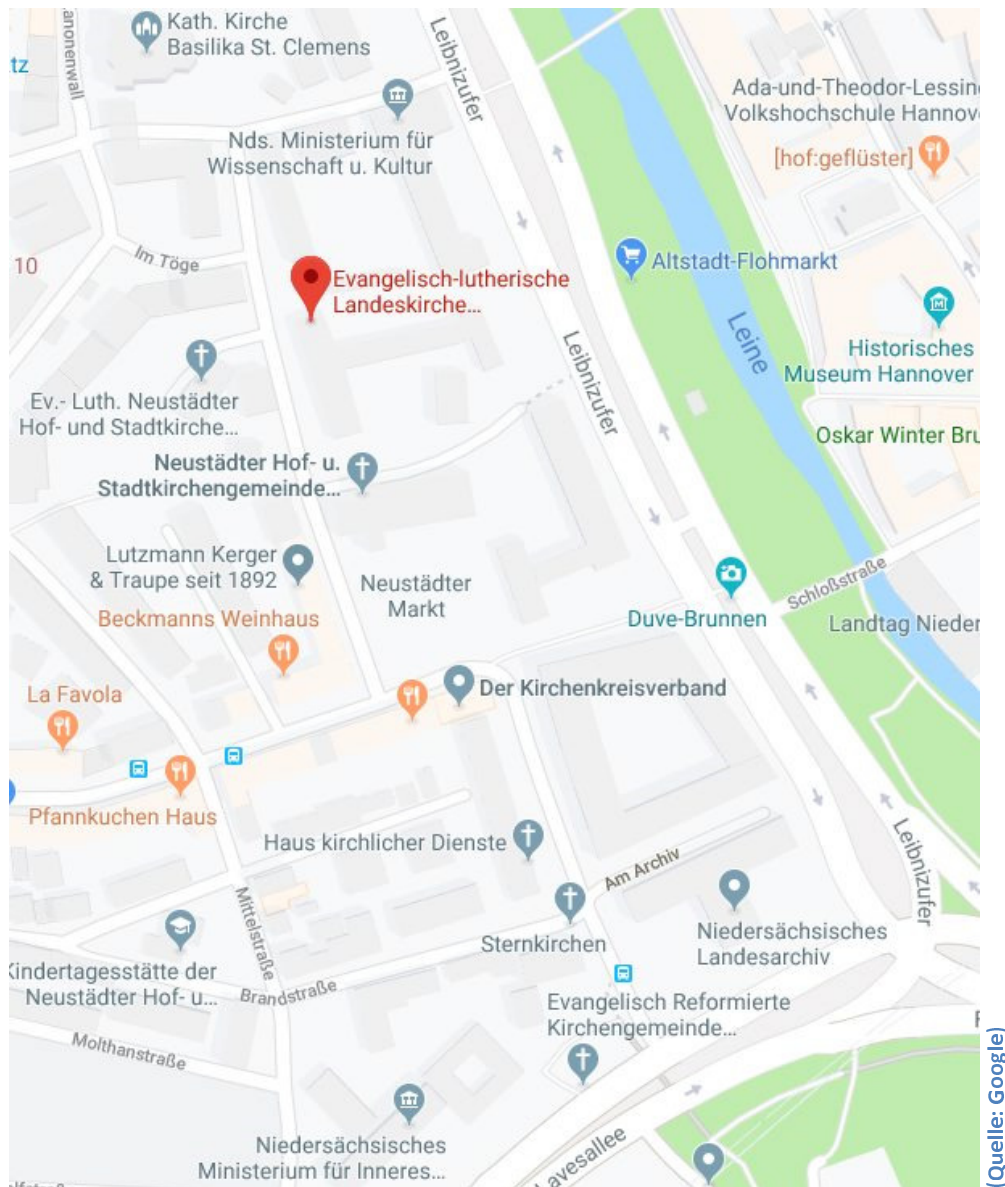 Kath. Kirche
Basilika St. Clemens
Leibnizufer
tz
Nds. Ministerium für
Wissenschaft u. Kultur
Volkshochschule Hannov
[hof:geflüster]
Im Töge
10
Evangelisch-lutherische
Landeskirche...
Altstadt-Flohmarkt
Leine
Historisches
Museum Hannover
Leibnizufer
Ev.- Luth. Neustädter
Hof- und Stadtkirche...
Oskar Winter Bru
Neustädter Hof- u.
Stadtkirchengemeinde...
Lutzmann Kerger
& Traupe seit 1892
Neustädter
Markt
Schloßstraße
Beckmanns Weinhaus
Duve-Brunnen
Landtag Nieder
La Favola
Der Kirchenkreisverband
Pfannkuchen Haus
Haus kirchlicher Dienste
Leibnizufer
Am Archiv
Mittelstraße
Sternkirchen
Niedersächsisches
Landesarchiv
Kindertagesstätte der
Neustädter Hof- u...
Brandstraße
Evangelisch Reformierte
Kirchengemeinde...
Molthanstraße
Niedersächsisches
Ministerium für Inneres...
Lavesallee
Ada-und-Theodor-Lessin
anonenwall
M
(Quelle: Google)